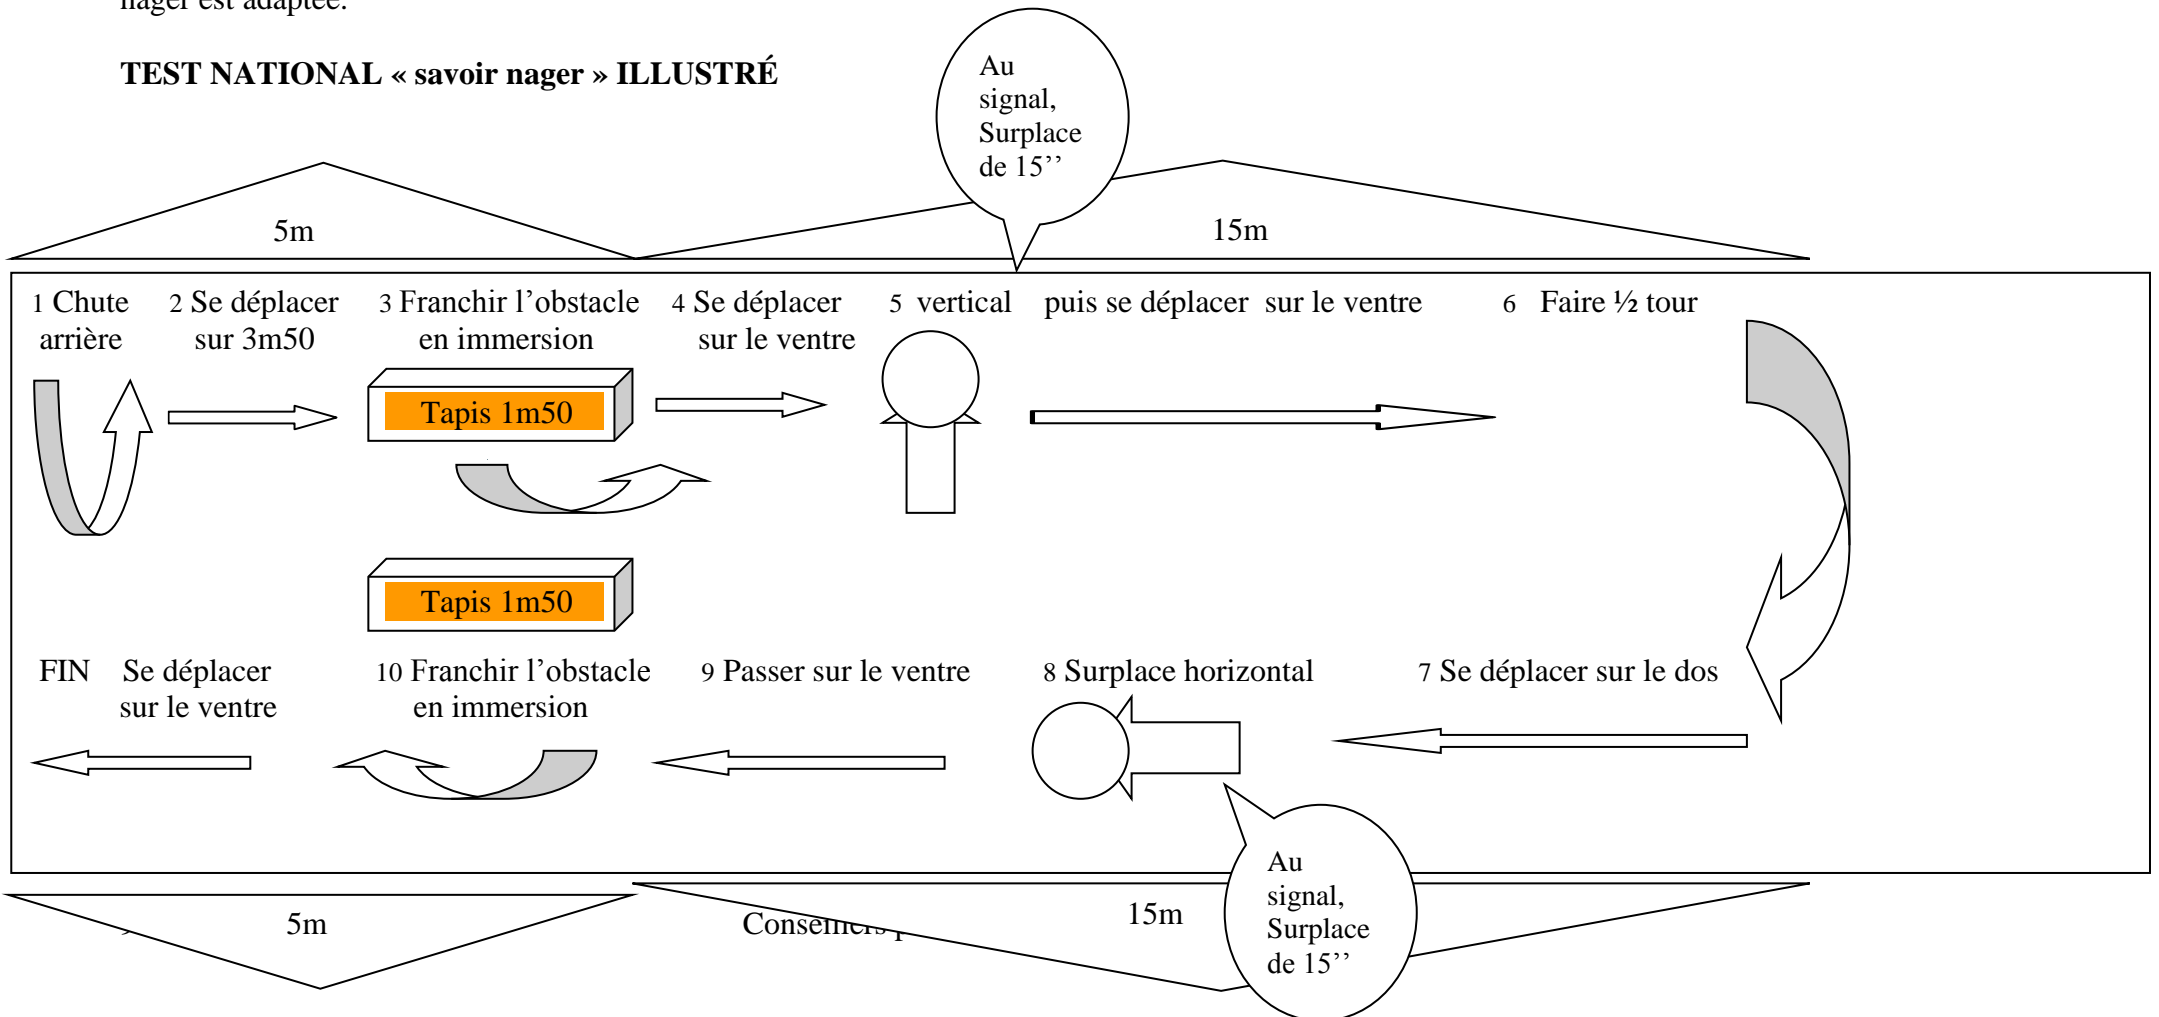 nager est adaptée.
TEST NATIONAL « savoir nager » ILLUSTRÉ
Au
signal,
Surplace
de 15’’
5m
15m
1 Chute
arrière
2 Se déplacer
sur 3m50
3 Franchir l’obstacle
en immersion
4 Se déplacer
sur le ventre
5 vertical puis se déplacer sur le ventre
6 Faire ½ tour
Tapis 1m50
Tapis 1m50
FIN Se déplacer
sur le ventre
10 Franchir l’obstacle
en immersion
9 Passer sur le ventre
8 Surplace horizontal
7 Se déplacer sur le dos
5m
15m
Au
signal,
Surplace
de 15’’